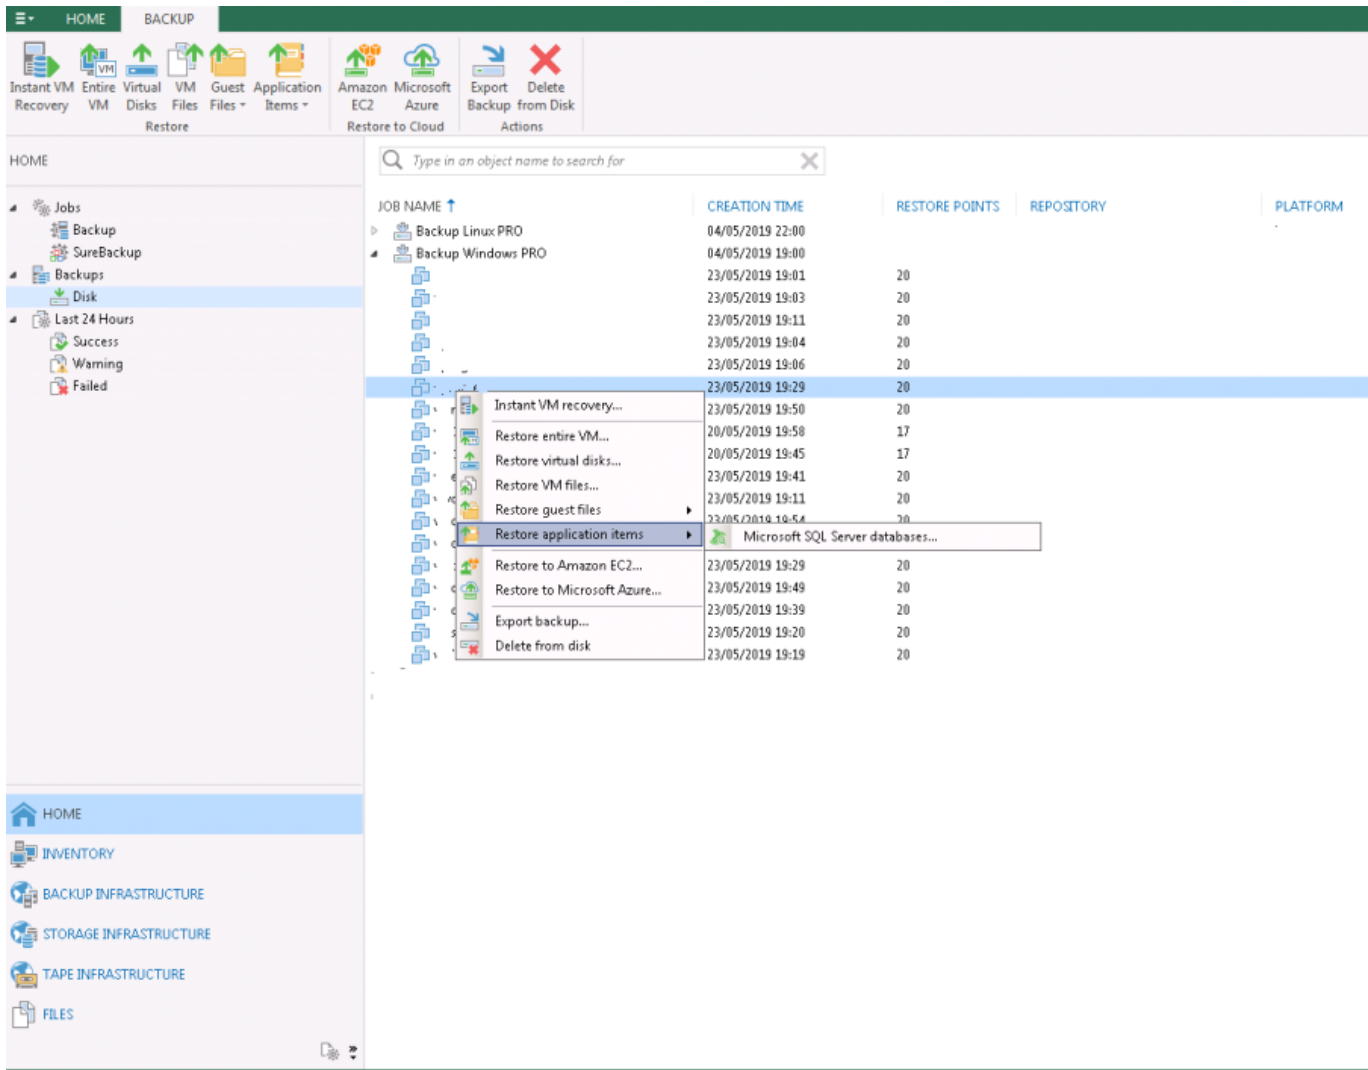 HOME BACKUP
Instant VM Recovery
Entire VM
VM
Virtual Disks
VM Files
Guest Files
Application Items
Amazon EC2
Microsoft Azure
Export Backup
Delete from Disk
Restore
Restore to Cloud
Actions
HOME
Jobs
Backup
SureBackup
Backups
Disk
Last 24 Hours
Success
Warning
Failed
HOME
INVENTORY
BACKUP INFRASTRUCTURE
STORAGE INFRASTRUCTURE
TAPE INFRASTRUCTURE
FILES
Type in an object name to search for
JOB NAME CREATION TIME RESTORE POINTS REPOSITORY PLATFORM
Backup Linux PRO 04/05/2019 22:00
Backup Windows PRO 04/05/2019 19:00
23/05/2019 19:01 20
23/05/2019 19:03 20
23/05/2019 19:11 20
23/05/2019 19:04 20
23/05/2019 19:06 20
23/05/2019 19:29 20
23/05/2019 19:50 20
20/05/2019 19:58 17
20/05/2019 19:45 17
23/05/2019 19:41 20
23/05/2019 19:11 20
23/05/2019 19:54 20
23/05/2019 19:29 20
23/05/2019 19:49 20
23/05/2019 19:39 20
23/05/2019 19:20 20
23/05/2019 19:19 20
Instant VM recovery...
Restore entire VM...
Restore virtual disks...
Restore VM files...
Restore guest files
Restore application items
Microsoft SQL Server databases...
Restore to Amazon EC2...
Restore to Microsoft Azure...
Export backup...
Delete from disk